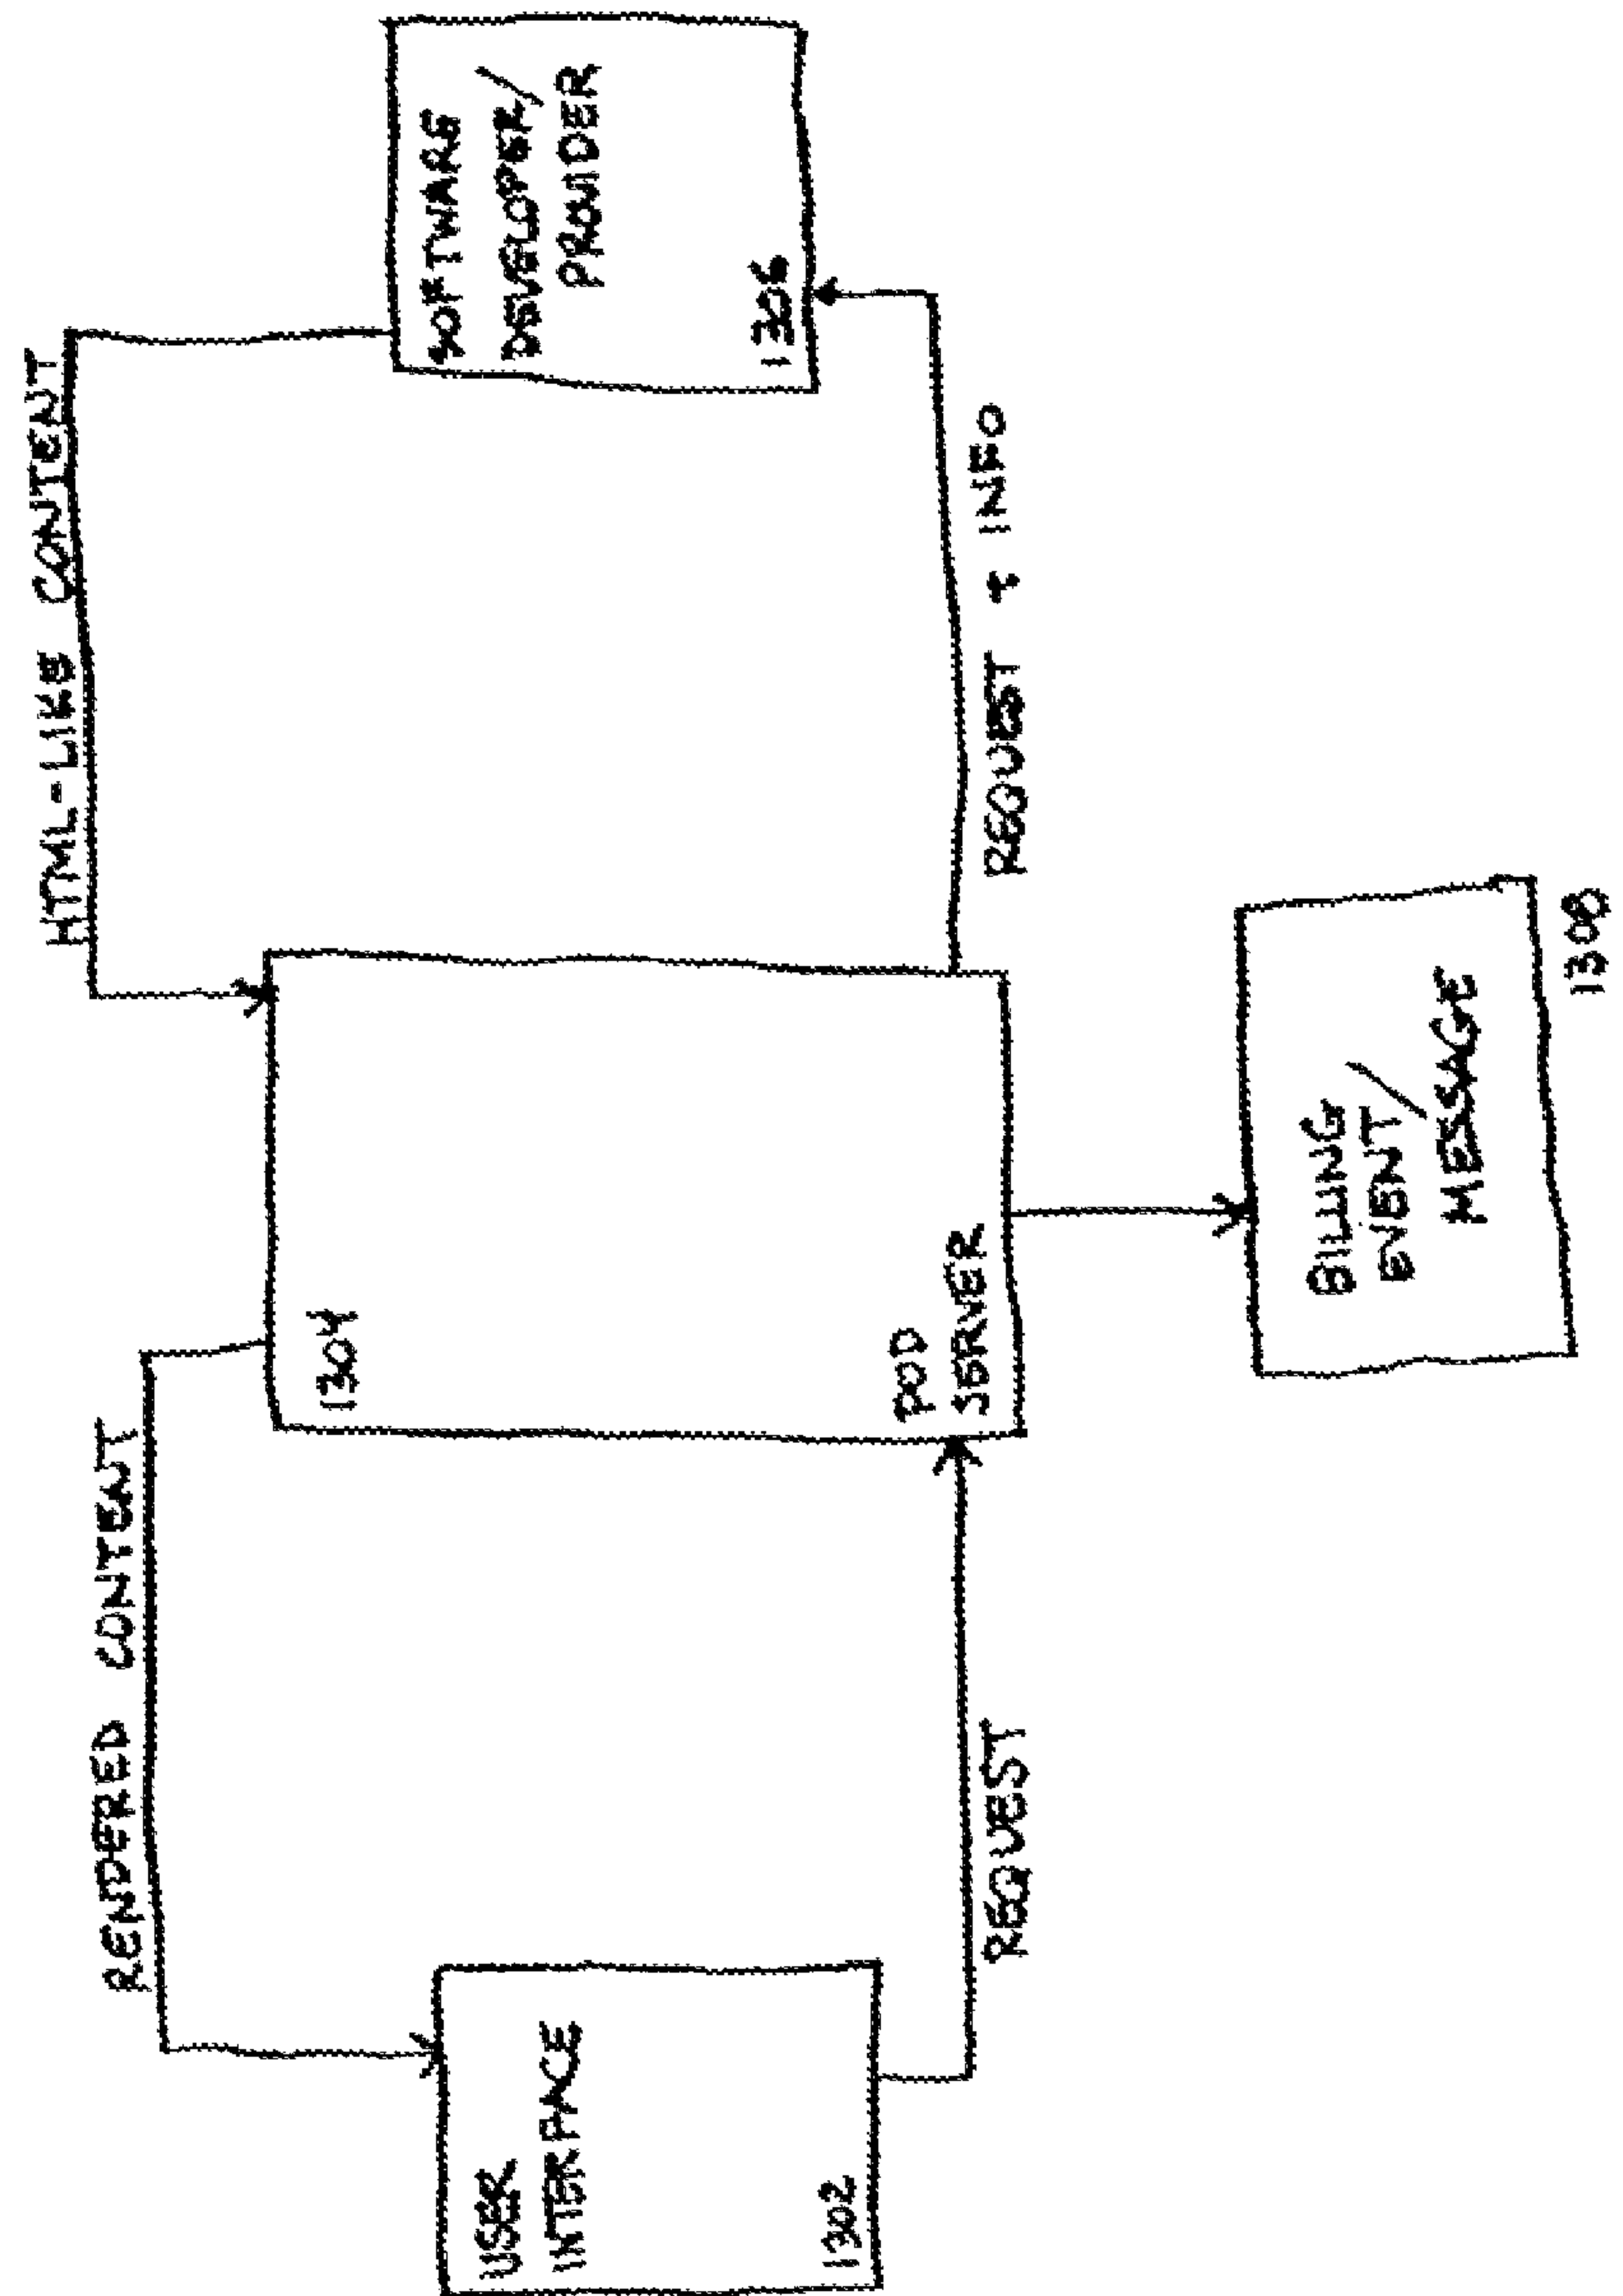 RENDERED CONTENT
HTML-LIKE CONTENT
USER
INTERFACE
1302
1304
POD
SERVER
SOFTWARE
DEVELOPER/
PROVIDER
1306
REQUEST
REQUEST + INFO
BILLING
EVENT/
MESSAGE
1308